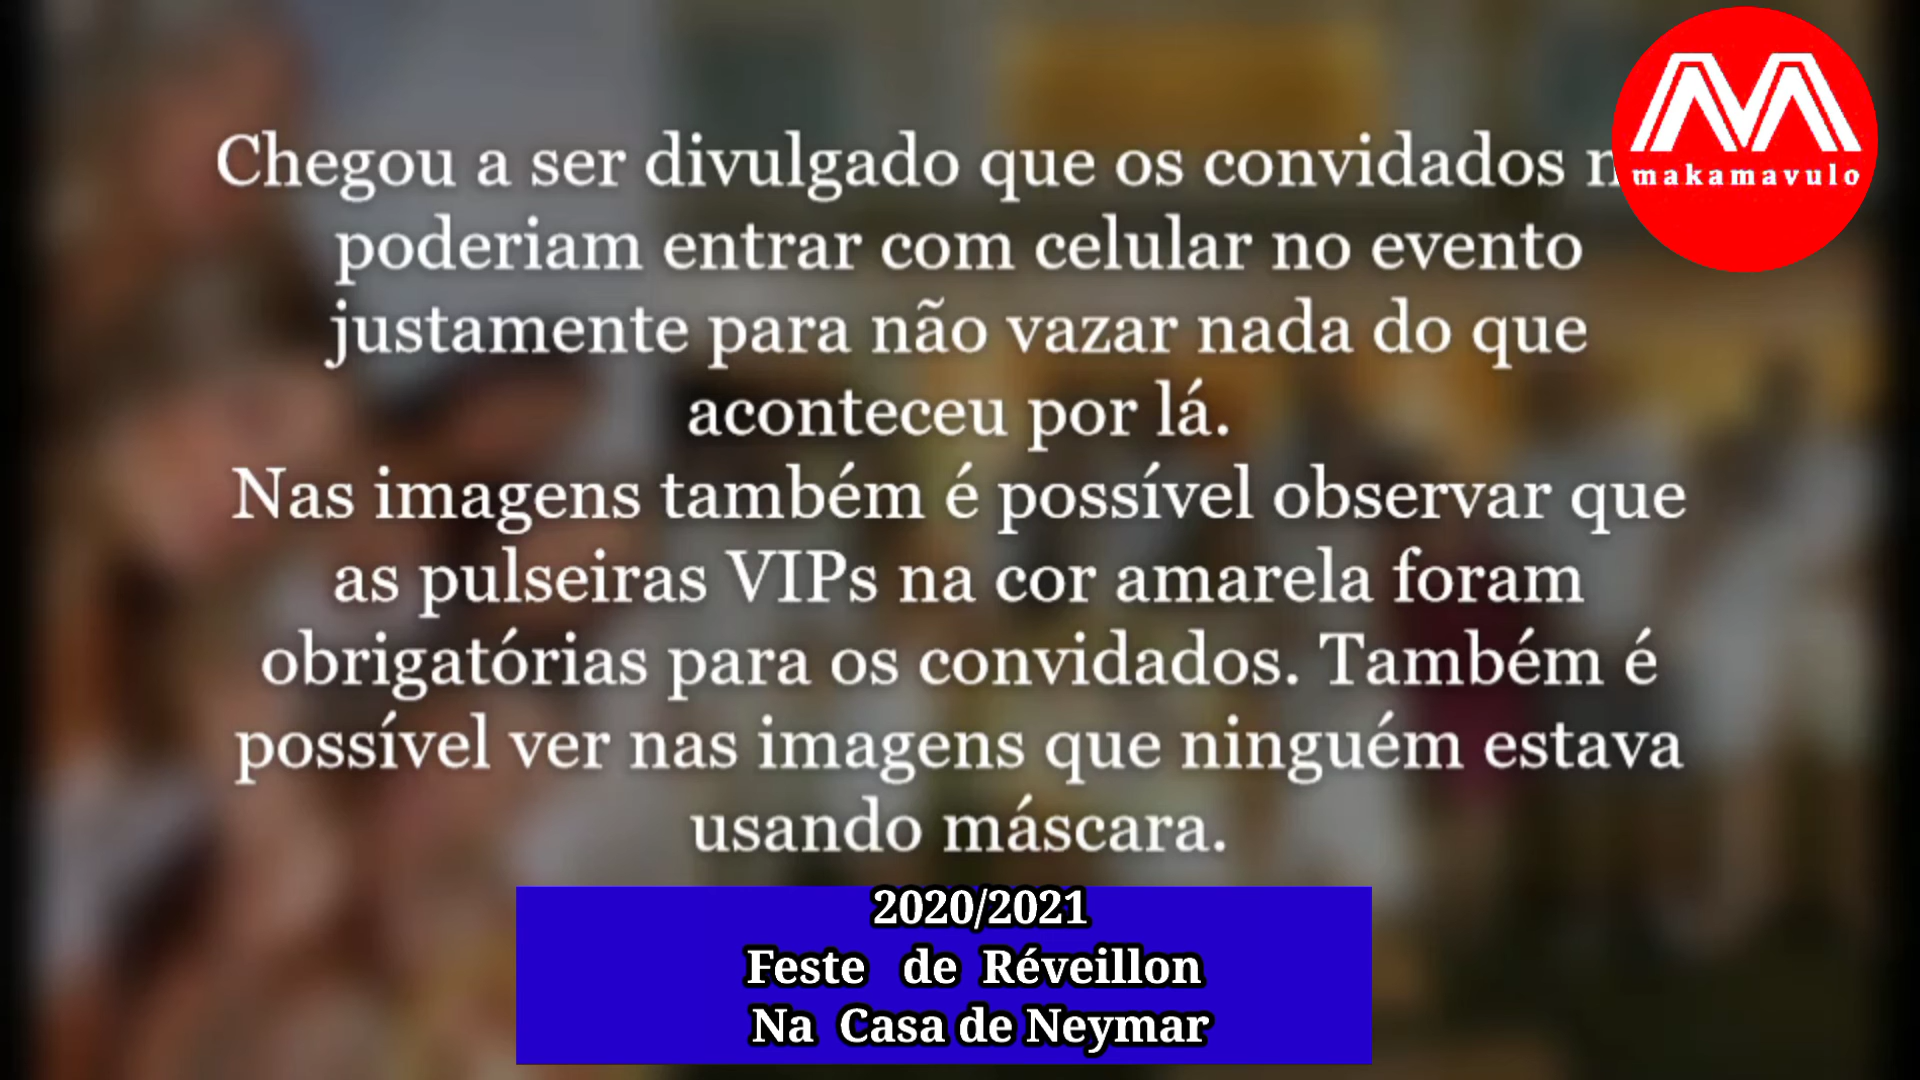 Chegou a ser divulgado que os convidados
poderiam entrar com celular no evento
justamente para não vazar nada do que
aconteceu por lá.
Nas imagens também é possível observar que
as pulseiras VIPs na cor amarela foram
obrigatórias para os convidados. Também é
possível ver nas imagens que ninguém estava
usando máscara.
makamavulo
2020/2021
Feste de Réveillon
Na Casa de Neymar